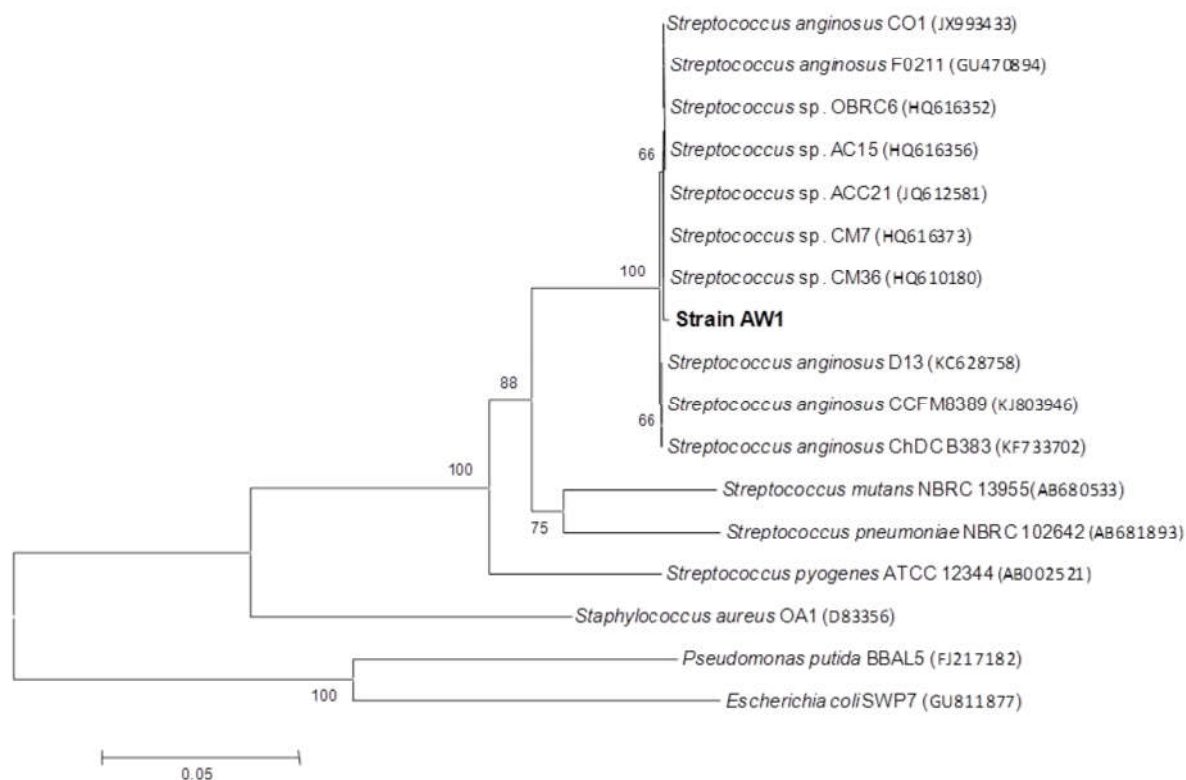 Streptococcus anginosus CO1 (JX993433)
Streptococcus anginosus F0211 (GU470894)
Streptococcus sp. OBRC6 (HQ616352)
66
Streptococcus sp. AC15 (HQ616356)
Streptococcus sp. ACC21 (JQ612581)
Streptococcus sp. CM7 (HQ616373)
100
Streptococcus sp. CM36 (HQ610180)
Strain AW1
Streptococcus anginosus D13 (KC628758)
88
Streptococcus anginosus CCFM8389 (KJ803946)
66
Streptococcus anginosus ChDC B383 (KF733702)
100
Streptococcus mutans NBRC 13955(AB680533)
75
Streptococcus pneumoniae NBRC 102642 (AB681893)
Streptococcus pyogenes ATCC 12344 (AB002521)
Staphylococcus aureus OA1 (D83356)
Pseudomonas putida BBAL5 (FJ217182)
100
Escherichia coli SWP7 (GU811877)
0.05